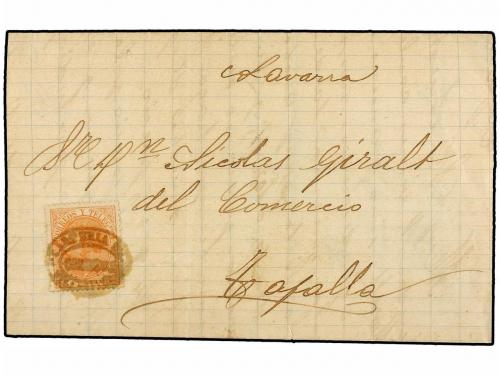 Navarra
Sr Dn Nicolas Giralt
del Comercio
Tafalla